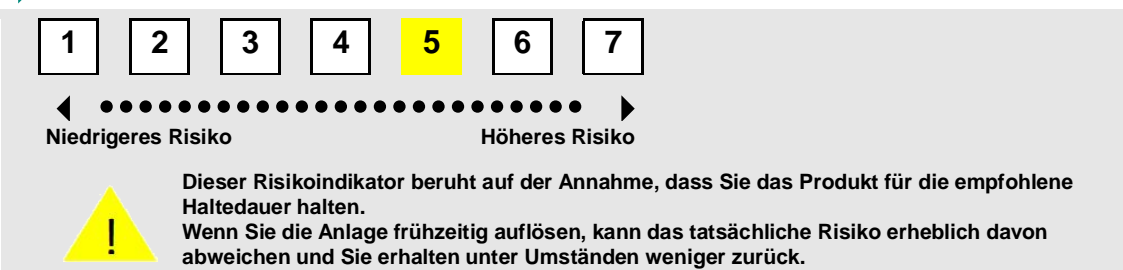 1 2 3 4 5 6 7
Niedrigeres Risiko Höheres Risiko
Dieser Risikoindikator beruht auf der Annahme, dass Sie das Produkt für die empfohlene
Haltedauer halten.
! Wenn Sie die Anlage frühzeitig auflösen, kann das tatsächliche Risiko erheblich davon
abweichen und Sie erhalten unter Umständen weniger zurück.